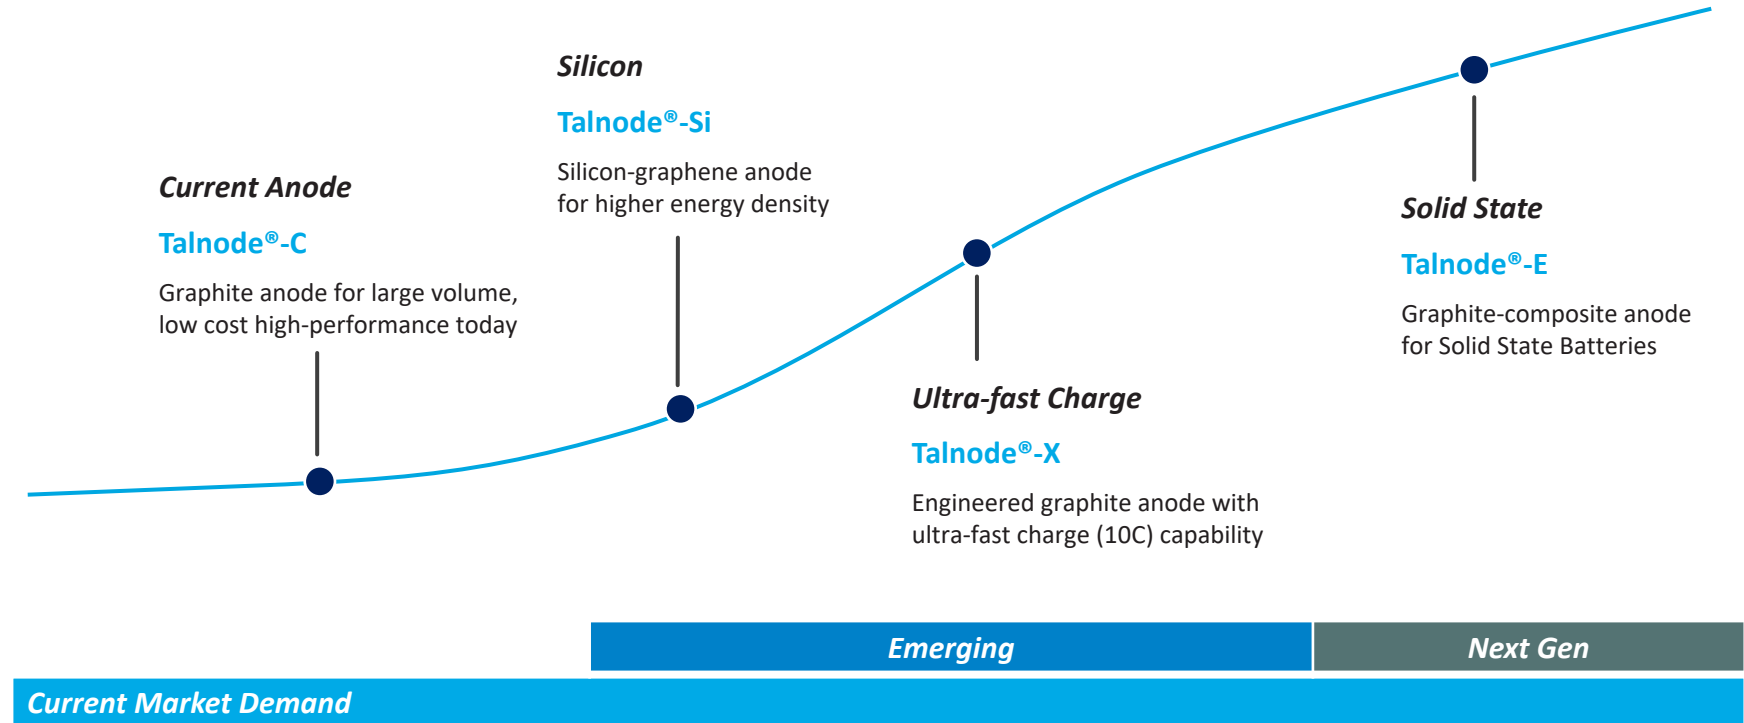 Current Anode
Talnode®-C
Graphite anode for large volume,
low cost high-performance today
Silicon
Talnode®-Si
Silicon-graphene anode
for higher energy density
Ultra-fast Charge
Talnode®-X
Engineered graphite anode with
ultra-fast charge (10C) capability
Solid State
Talnode®-E
Graphite-composite anode
for Solid State Batteries
Emerging
Next Gen
Current Market Demand